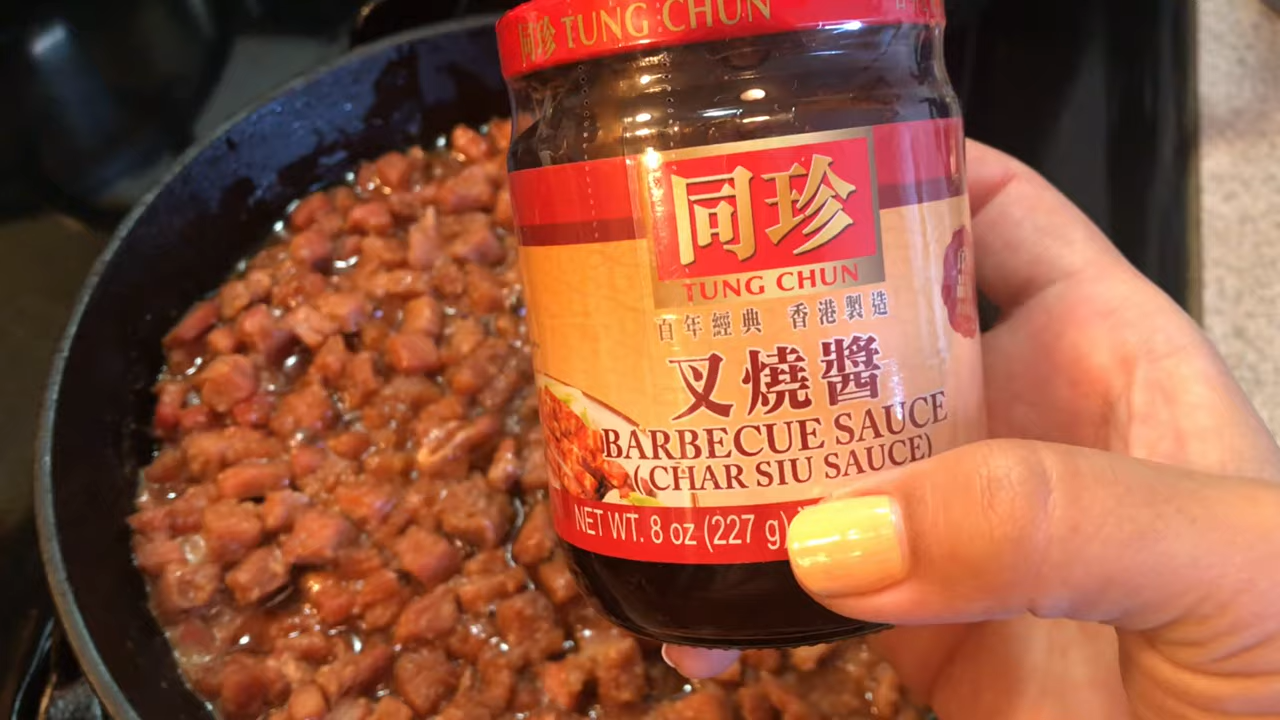 同珍 TUNG CHUN
同珍
TUNG CHUN
百年經典 香港製造
叉燒醬
BARBECUE SAUCE
(CHAR SIU SAUCE)
NET WT. 8 oz (227 g)